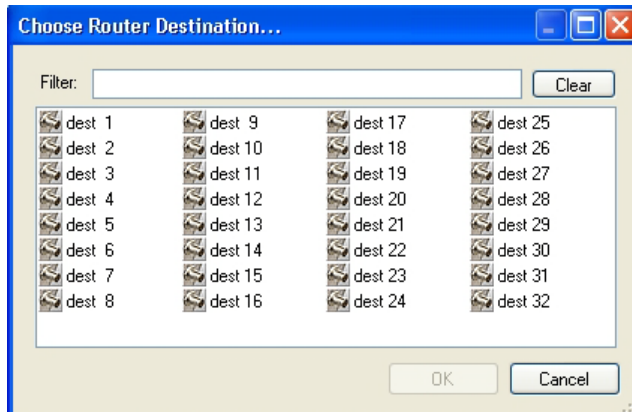 Choose Router Destination...
Filter:
Clear
dest 1
dest 2
dest 3
dest 4
dest 5
dest 6
dest 7
dest 8
dest 9
dest 10
dest 11
dest 12
dest 13
dest 14
dest 15
dest 16
dest 17
dest 18
dest 19
dest 20
dest 21
dest 22
dest 23
dest 24
dest 25
dest 26
dest 27
dest 28
dest 29
dest 30
dest 31
dest 32
OK
Cancel